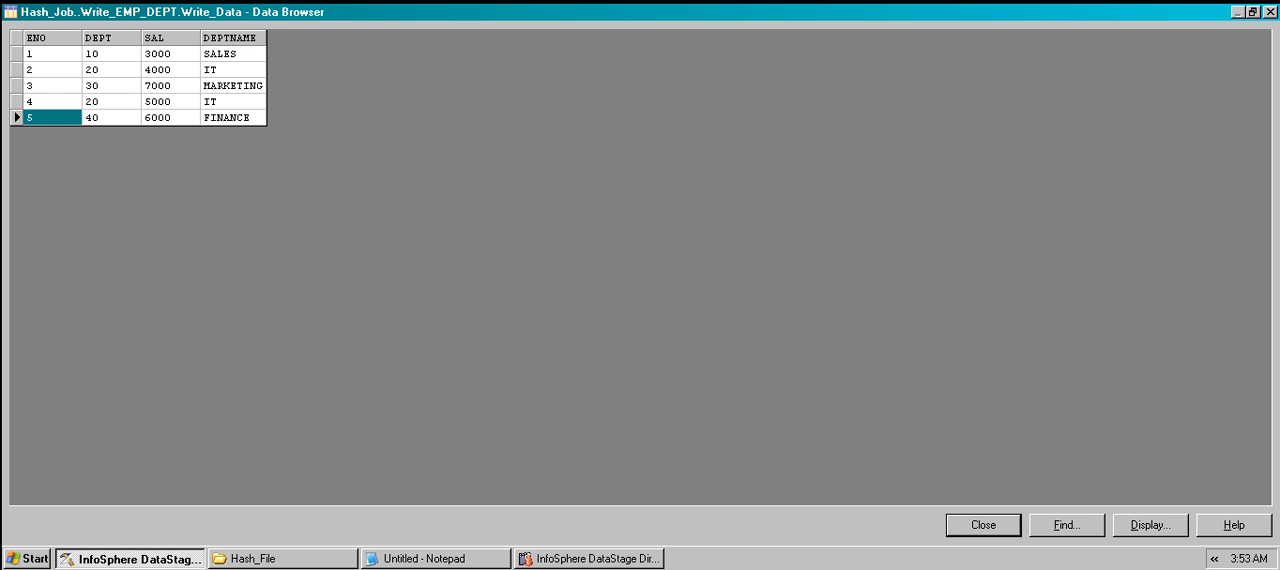 Hash_Job..Write_EMP_DEPT.Write_Data - Data Browser
ENO DEPT SAL DEPTNAME
1 10 3000 SALES
2 20 4000 IT
3 30 7000 MARKETING
4 20 5000 IT
5 40 6000 FINANCE
Close Find... Display... Help
Start InfoSphere DataStag... Hash_File Untitled - Notepad InfoSphere DataStage Dir... « 3:53 AM